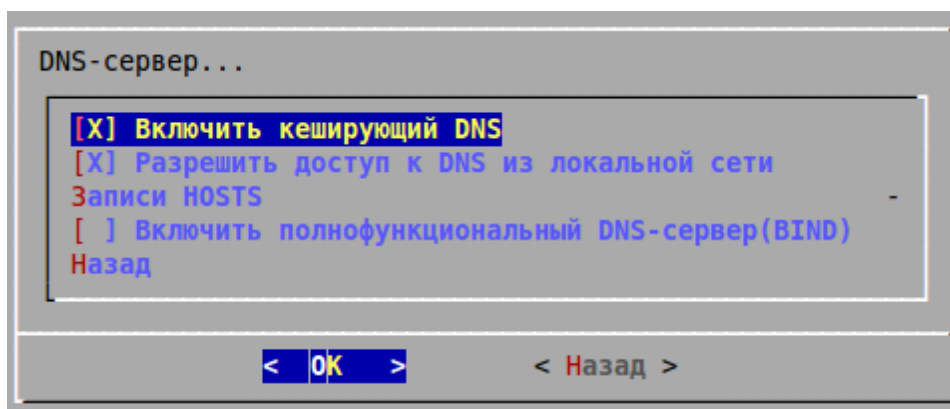 DNS-сервер...
[X] Включить кеширующий DNS
[X] Разрешить доступ к DNS из локальной сети
Записи HOSTS -
[ ] Включить полнофункциональный DNS-сервер(BIND)
Назад
< OK > < Назад >